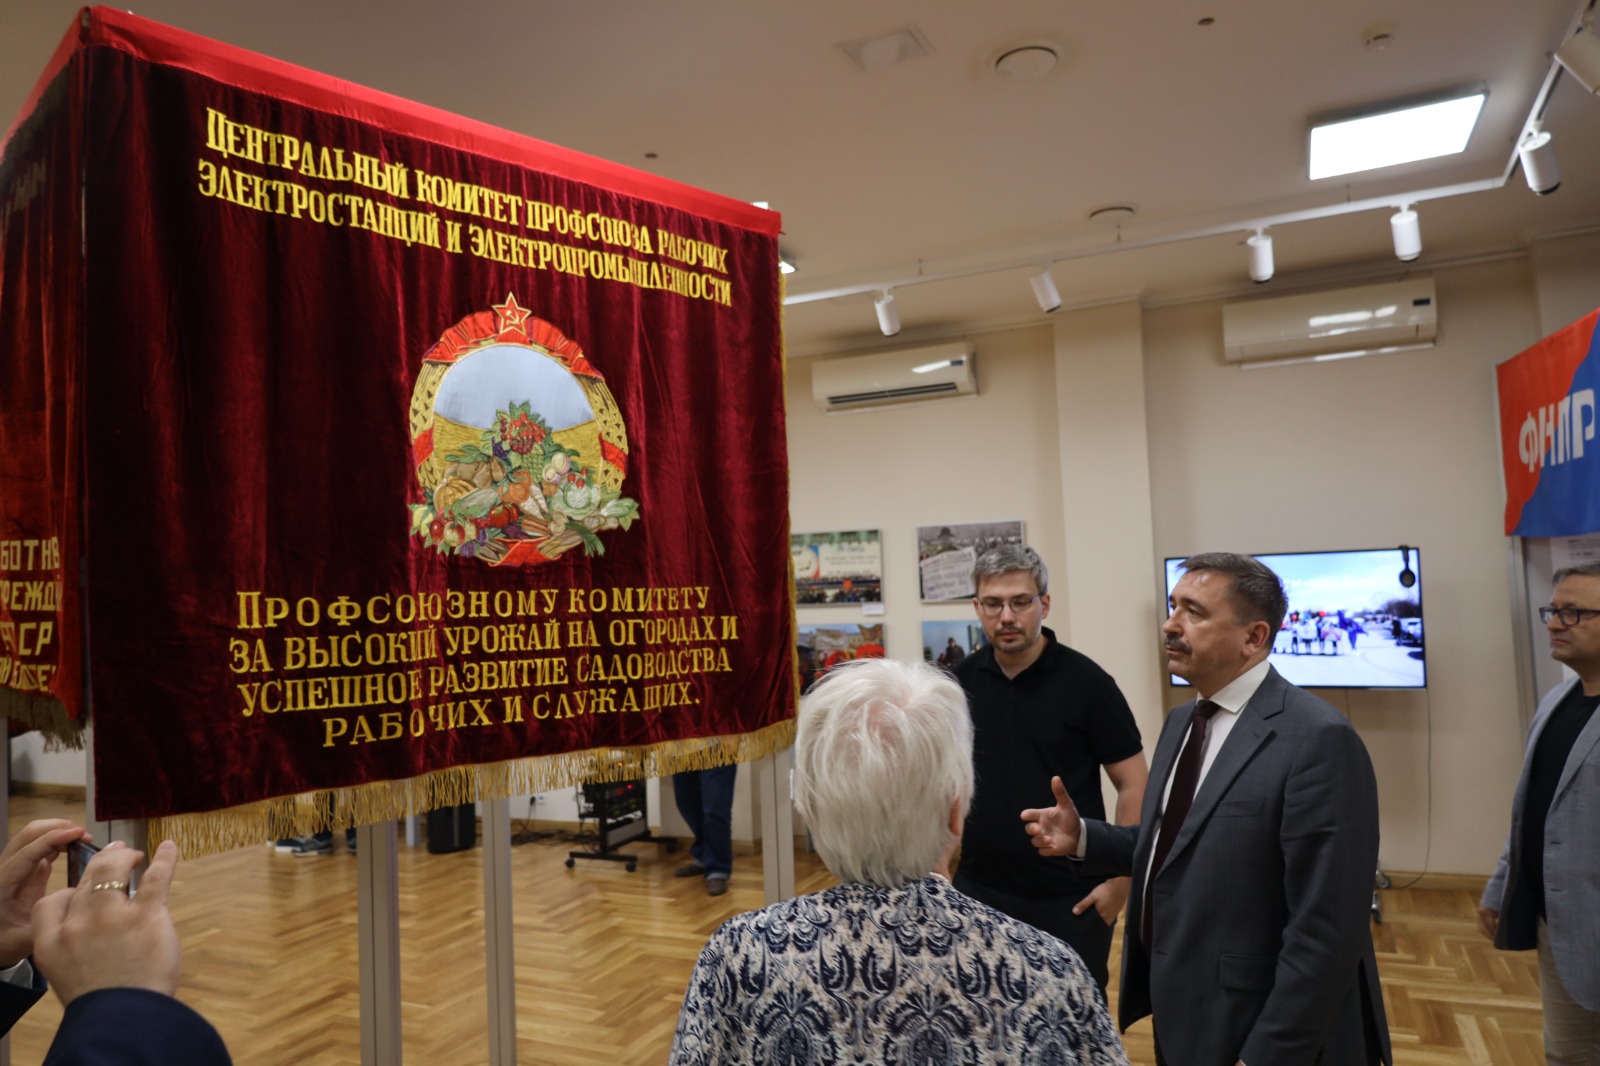 Центральный комитет профсоюза рабочих
электростанций и электропромышленности
Профсоюзному комитету
за высокий урожай на огородах и
успешное развитие садоводства
рабочих и служащих.
ФНПР